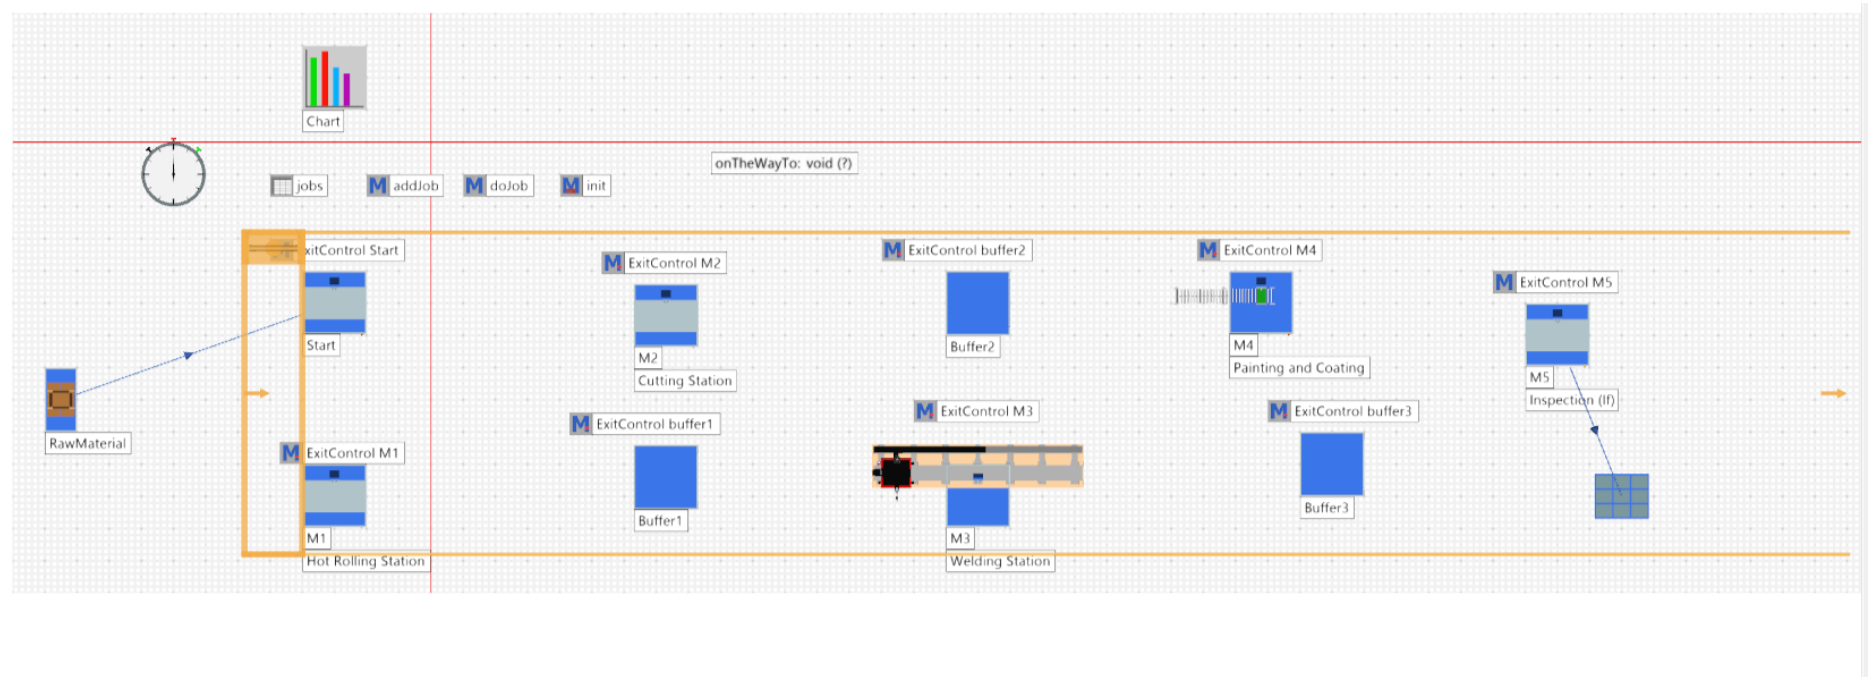 Chart
onTheWayTo: void (?)
jobs
addJob
doJob
init
xitControl Start
ExitControl M2
ExitControl buffer2
ExitControl M4
ExitControl M5
Start
M2
Cutting Station
Buffer2
M4
Painting and Coating
M5
Inspection (If)
RawMaterial
ExitControl M1
ExitControl buffer1
ExitControl M3
ExitControl buffer3
M1
Hot Rolling Station
Buffer1
M3
Welding Station
Buffer3